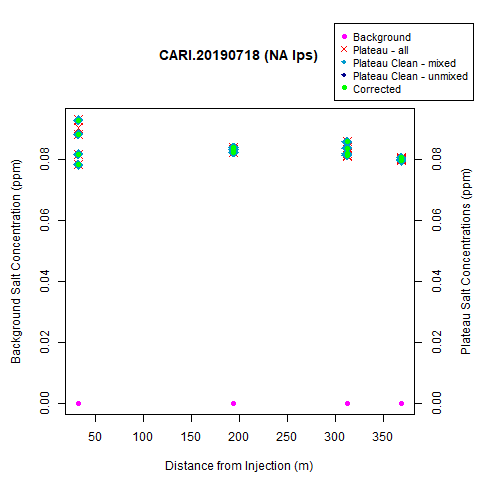 CARI.20190718 (NA lps)
Background
Plateau - all
Plateau Clean - mixed
Plateau Clean - unmixed
Corrected
Background Salt Concentration (ppm)
0.08
0.06
0.04
0.02
0.00
Plateau Salt Concentrations (ppm)
0.08
0.06
0.04
0.02
0.00
50 100 150 200 250 300 350
Distance from Injection (m)